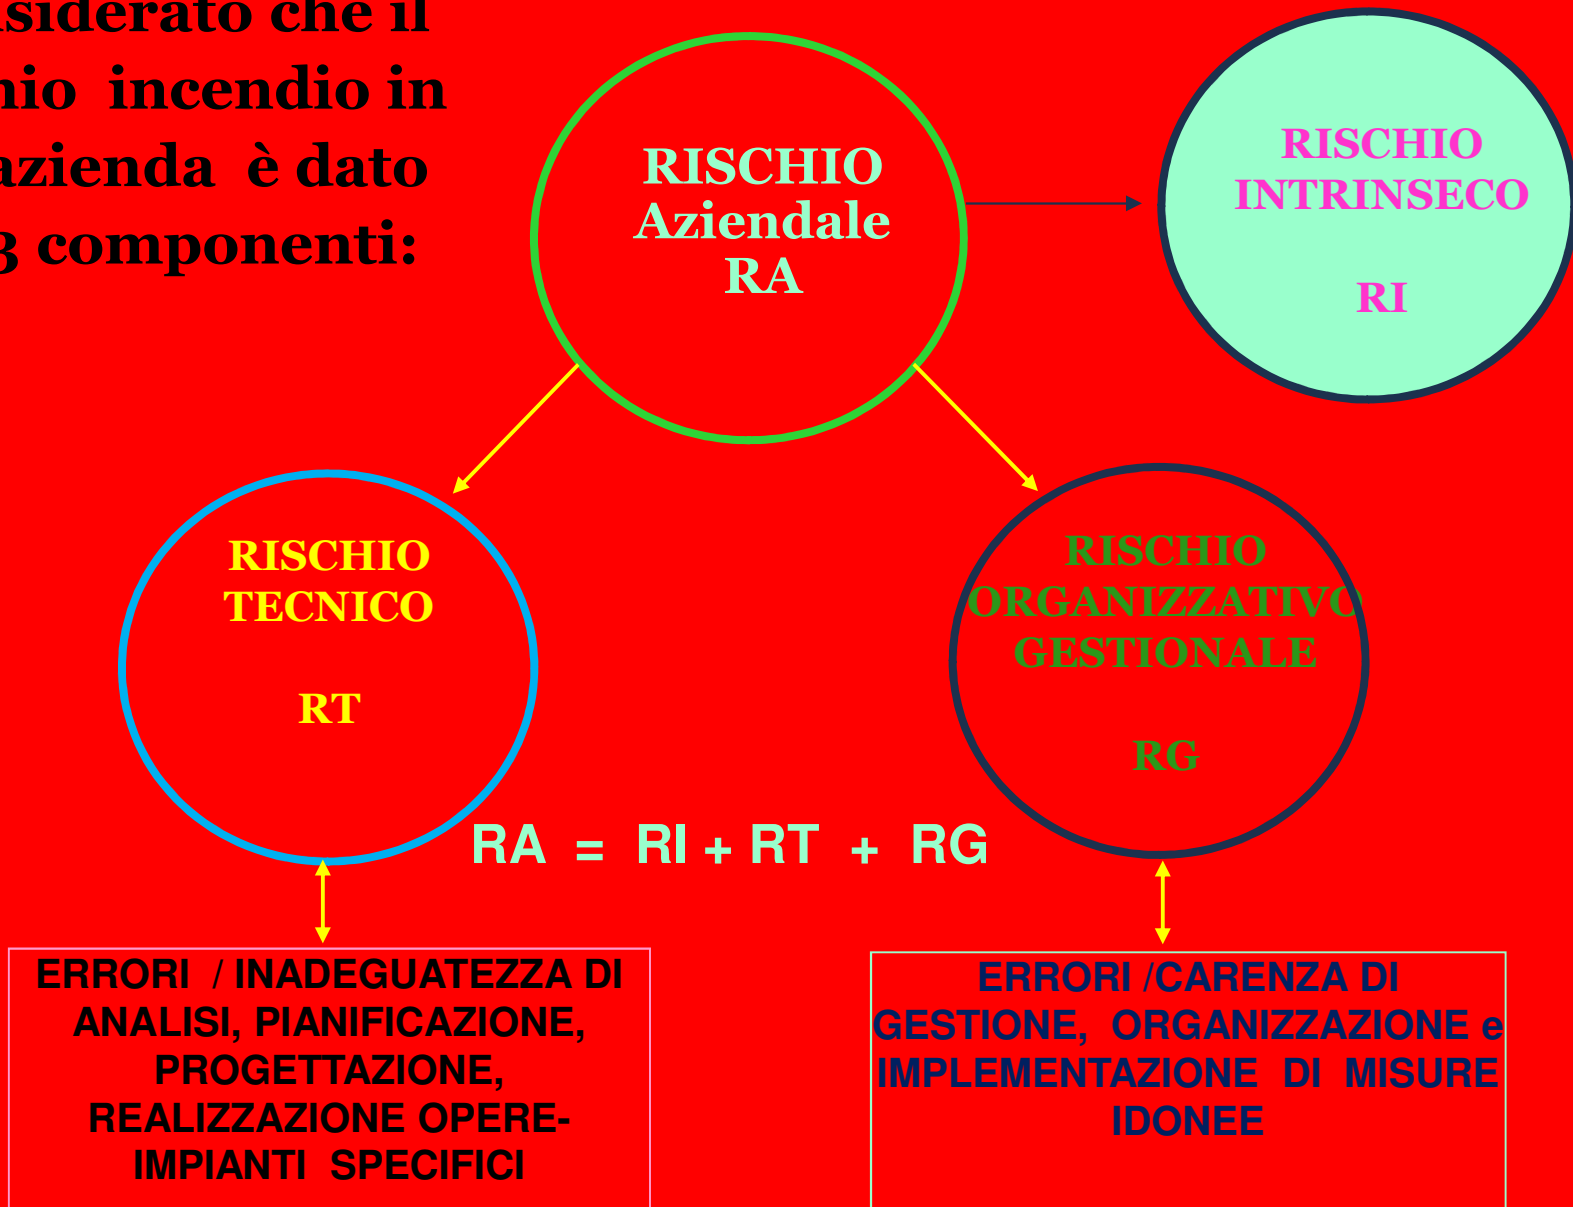 siderato che il
nio incendio in
azienda è dato
3 componenti:
RISCHIO
Aziendale
RA
RISCHIO
INTRINSECO
RI
RISCHIO
TECNICO
RT
RISCHIO
ORGANIZZATIVO
GESTIONALE
RG
RA = RI + RT + RG
ERRORI / INADEGUATEZZA DI
ANALISI, PIANIFICAZIONE,
PROGETTAZIONE,
REALIZZAZIONE OPERE-
IMPIANTI SPECIFICI
ERRORI /CARENZA DI
GESTIONE, ORGANIZZAZIONE e
IMPLEMENTAZIONE DI MISURE
IDONEE